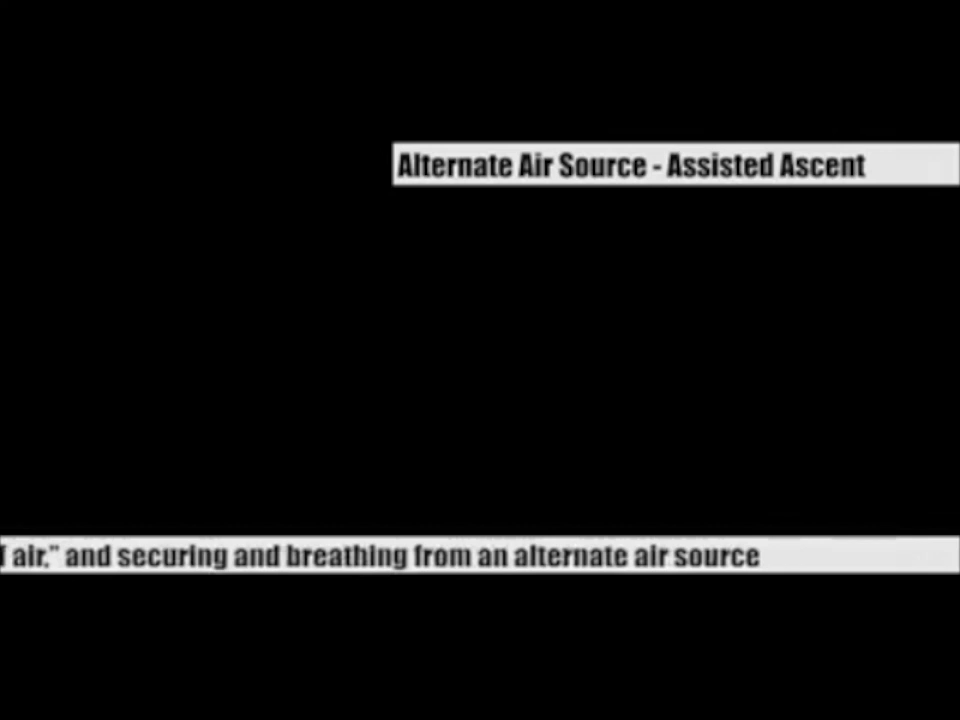 Alternate Air Source - Assisted Ascent
air,” and securing and breathing from an alternate air source